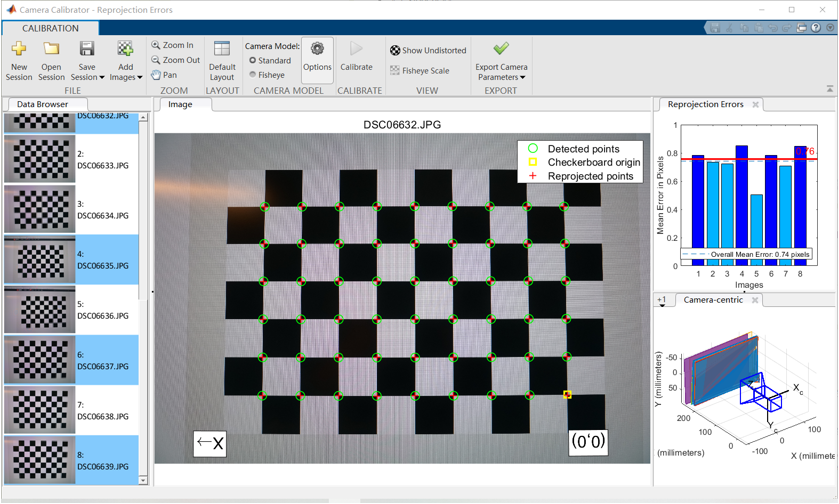 Camera Calibrator - Reprojection Errors
CALIBRATION
New Session
Open Session
Save Session
Add Images
FILE
Zoom In
Zoom Out
Pan
ZOOM
Default Layout
LAYOUT
Camera Model:
Standard
Fisheye
CAMERA MODEL
Options
Calibrate
CALIBRATE
Show Undistorted
Fisheye Scale
VIEW
Export Camera Parameters
EXPORT
Data Browser
DSC06632.JPG
2:
DSC06633.JPG
3:
DSC06634.JPG
4:
DSC06635.JPG
5:
DSC06636.JPG
6:
DSC06637.JPG
7:
DSC06638.JPG
8:
DSC06639.JPG
Image
DSC06632.JPG
Detected points
Checkerboard origin
Reprojected points
←X
(0,0)
Reprojection Errors
1
0.8
0.6
0.4
0.2
0
Mean Error in Pixels
Overall Mean Error: 0.74 pixels
1 2 3 4 5 6 7 8
Images
+1
Camera-centric
Y (millimeters)
-50
0
50
200
100
0
(millimeters)
-100
0
100
X (millimete
Xc
Yc